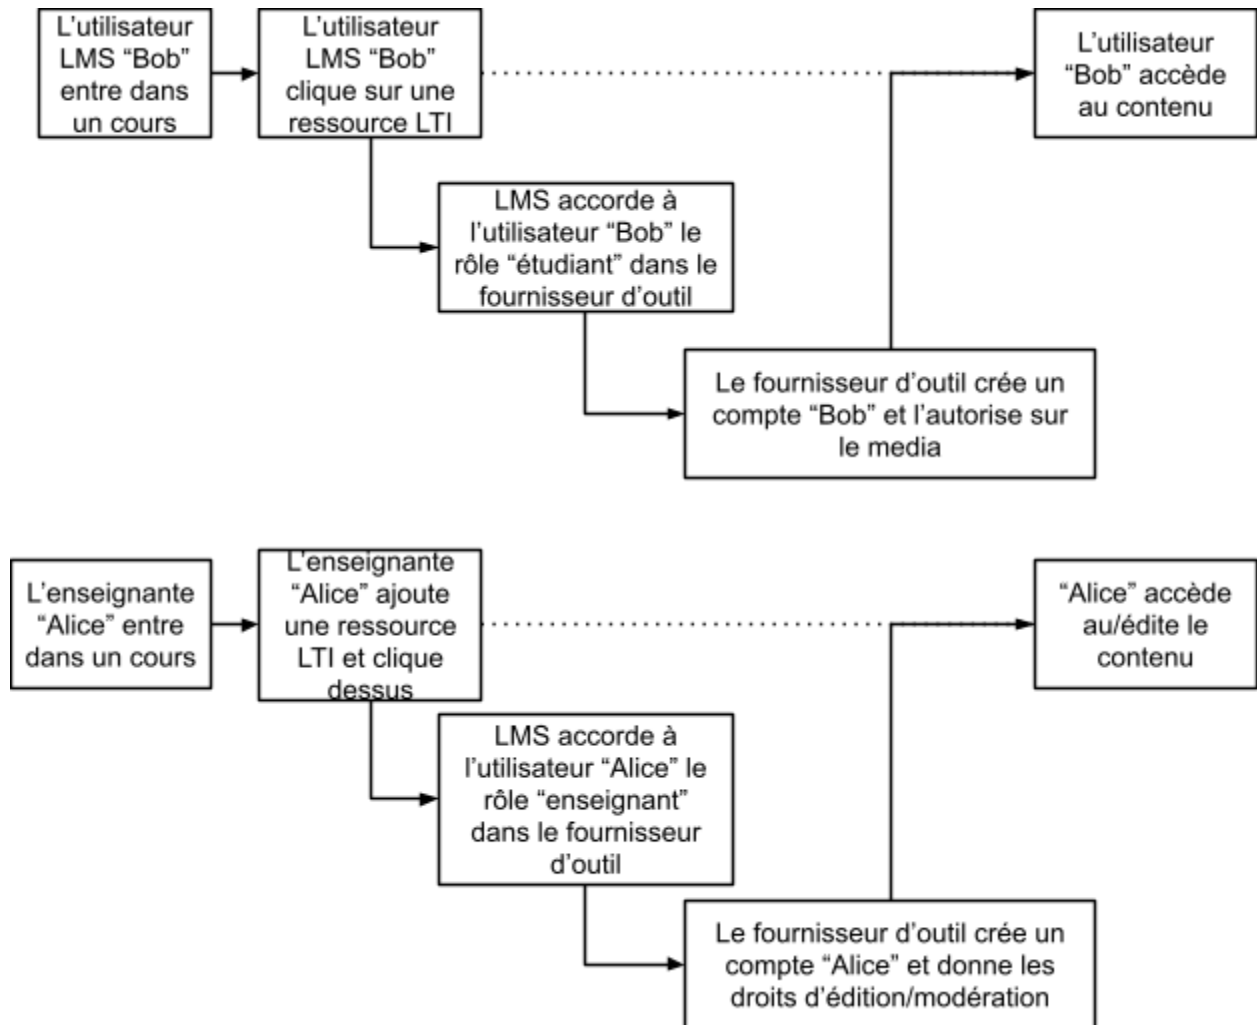 L’utilisateur
LMS “Bob”
entre dans
un cours
L’utilisateur
LMS “Bob”
clique sur une
ressource LTI
L’utilisateur
“Bob” accède
au contenu
LMS accorde à
l’utilisateur “Bob” le
rôle “étudiant” dans le
fournisseur d’outil
Le fournisseur d’outil crée un
compte “Bob” et l’autorise sur
le media
L’enseignante
“Alice” entre
dans un cours
L’enseignante
“Alice” ajoute
une ressource
LTI et clique
dessus
“Alice” accède
au/édite le
contenu
LMS accorde à
l’utilisateur “Alice” le
rôle “enseignant”
dans le fournisseur
d’outil
Le fournisseur d’outil crée un
compte “Alice” et donne les
droits d’édition/modération